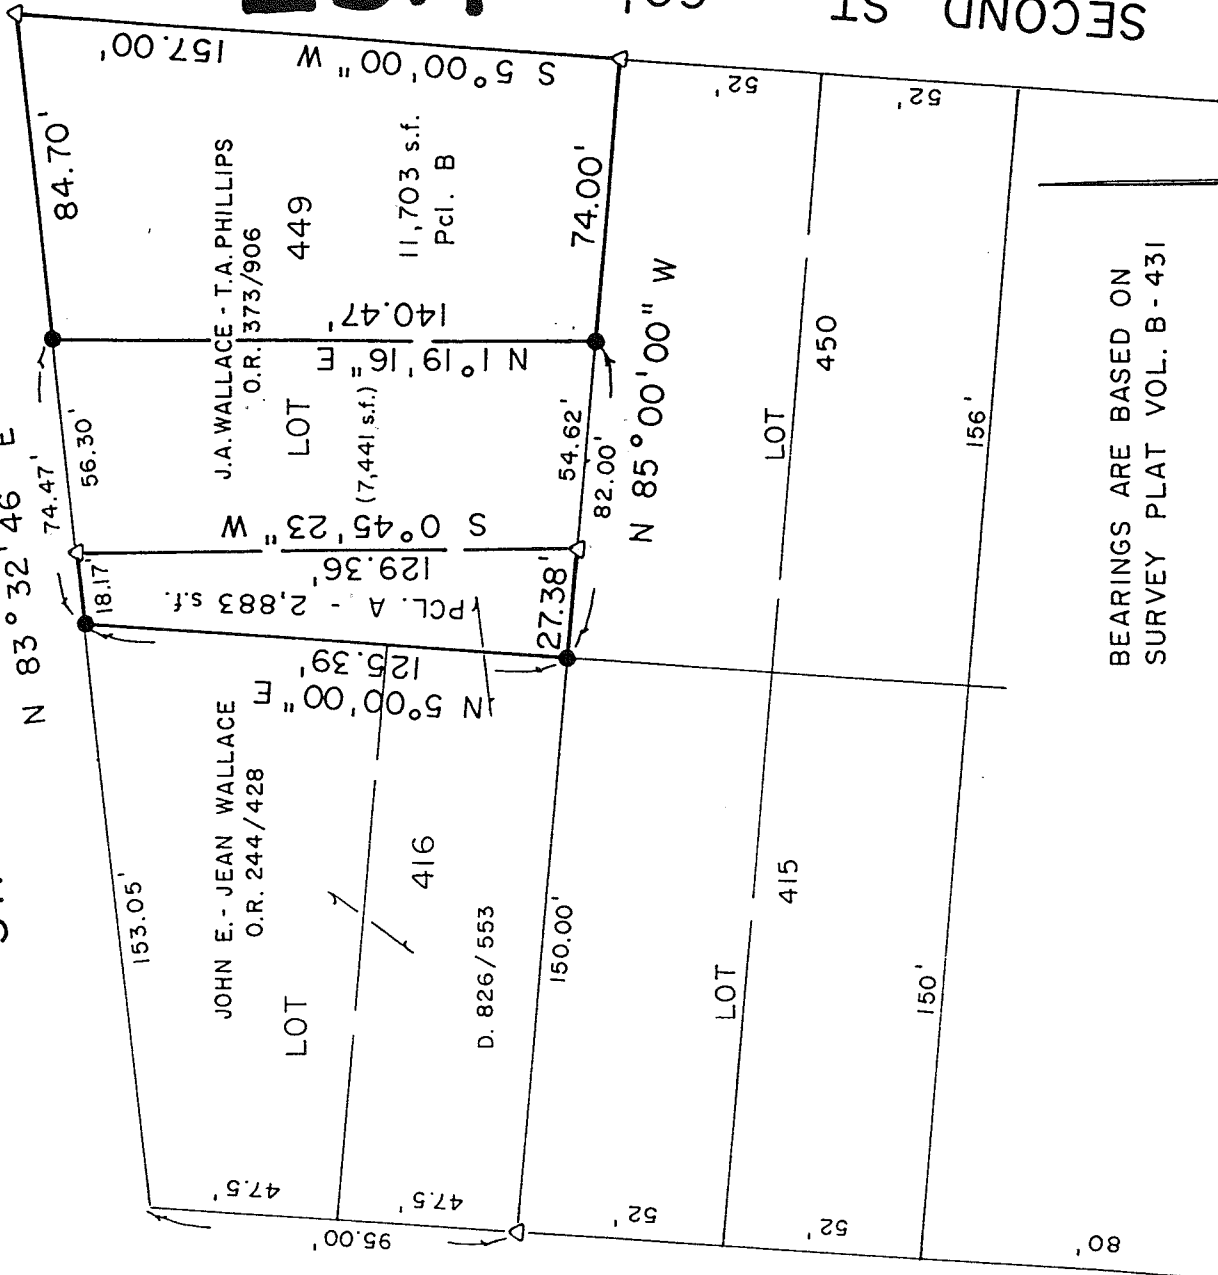 SECOND ST
S 5°00'00" W 157.00'
52'
52'
84.70'
J.A. WALLACE - T.A. PHILLIPS
O.R. 373/906
LOT 449
11,703 s.f.
Pcl. B
74.00'
N 1°19'16" E
140.47'
N 83°32'46" E
74.47'
56.30'
(7,441 s.f.)
54.62'
82.00'
N 85°00'00" W
S 0°45'23" W
129.36'
18.17'
PCL. A - 2,883 s.f.
27.38'
N 5°00'00" E
125.39'
LOT 450
156'
JOHN E. - JEAN WALLACE
O.R. 244/428
153.05'
LOT 416
D. 826/553
150.00'
LOT 415
150'
47.5'
47.5'
95.00'
52'
52'
80'
BEARINGS ARE BASED ON
SURVEY PLAT VOL. B-431